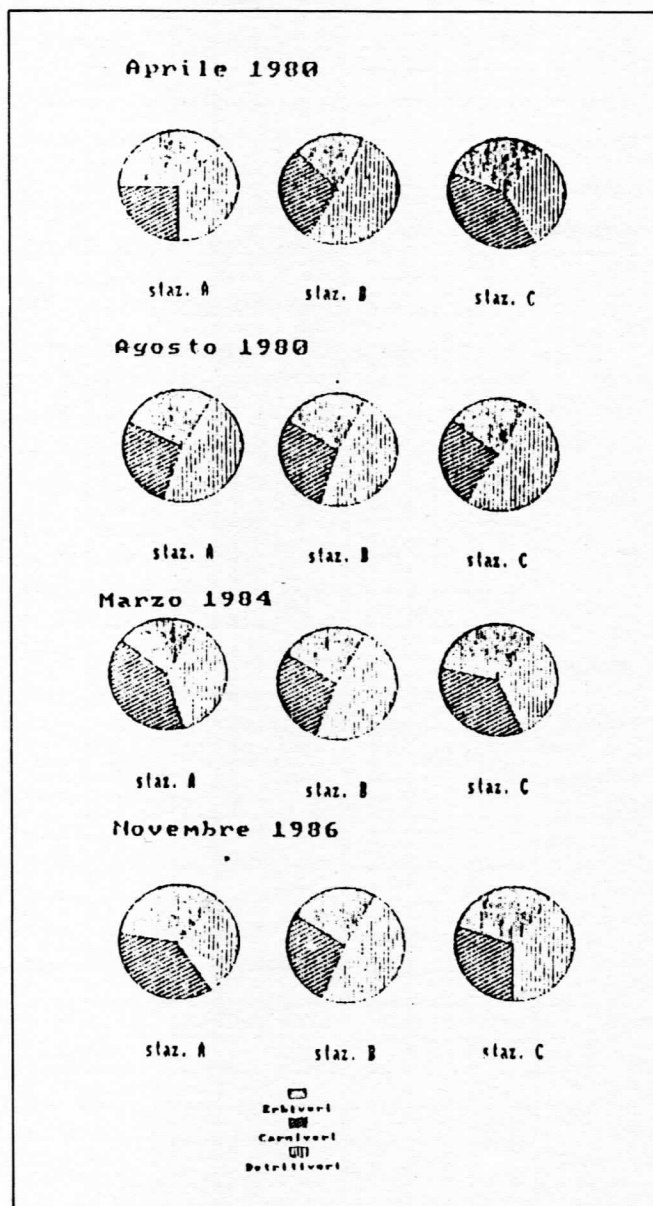 Aprile 1980
staz. A staz. B staz. C
Agosto 1980
staz. A staz. B staz. C
Marzo 1984
staz. A staz. B staz. C
Novembre 1986
staz. A staz. B staz. C
Erbivori
Carnivori
Detritivori